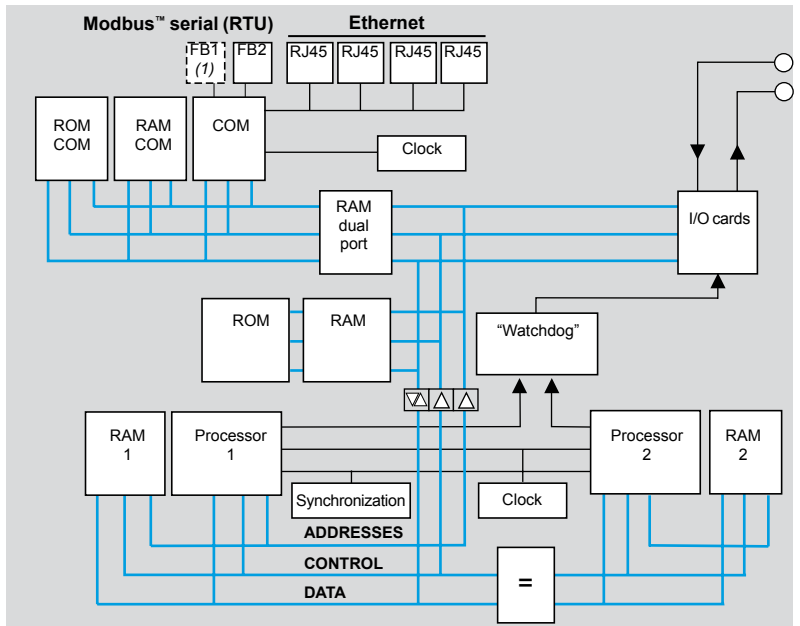 Modbus™ serial (RTU)
Ethernet
FB1
(1)
FB2
RJ45
RJ45
RJ45
RJ45
ROM
COM
RAM
COM
COM
Clock
RAM
dual
port
I/O cards
ROM
RAM
“Watchdog”
RAM
1
Processor
1
Processor
2
RAM
2
Synchronization
Clock
ADDRESSES
CONTROL
=
DATA